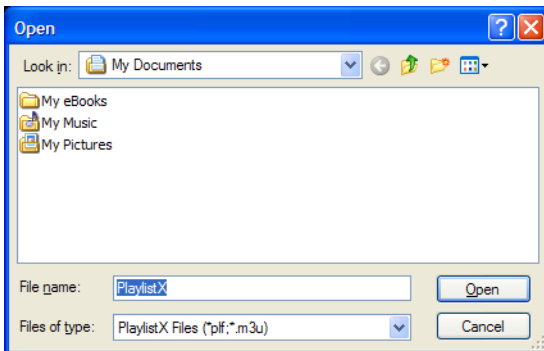 Open
Look in: My Documents
My eBooks
My Music
My Pictures
File name: PlaylistX Open
Files of type: PlaylistX Files (*plf;*.m3u) Cancel